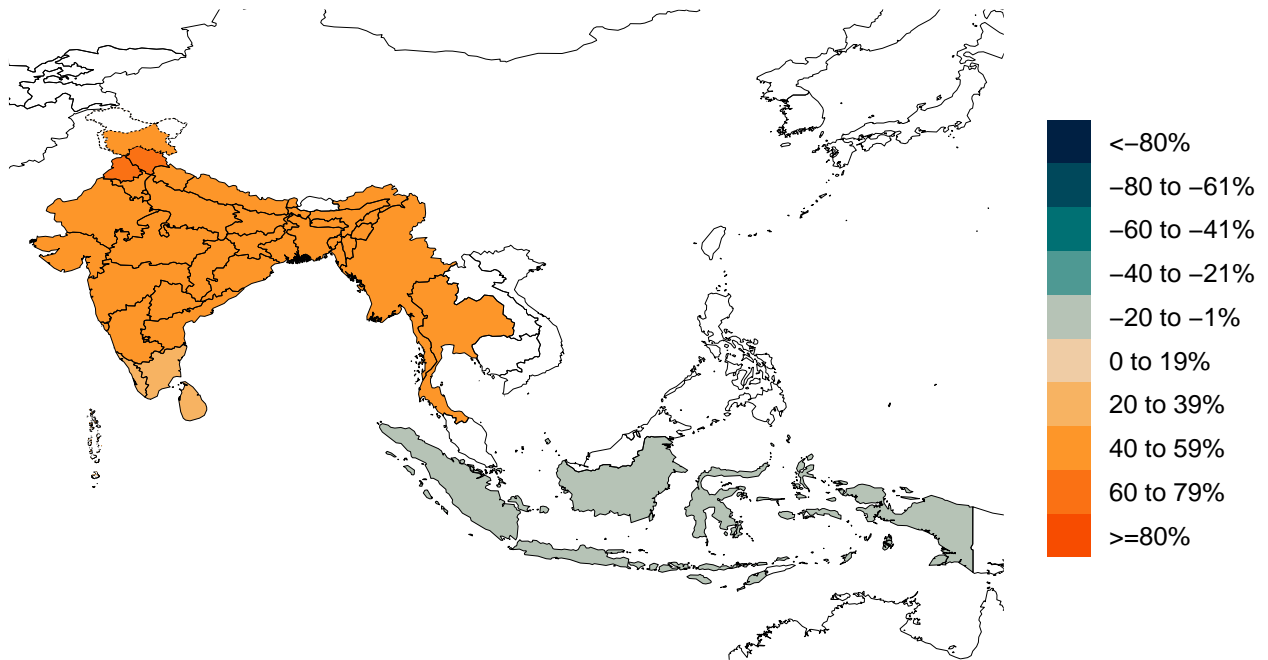 <−80%
−80 to −61%
−60 to −41%
−40 to −21%
−20 to −1%
0 to 19%
20 to 39%
40 to 59%
60 to 79%
>=80%